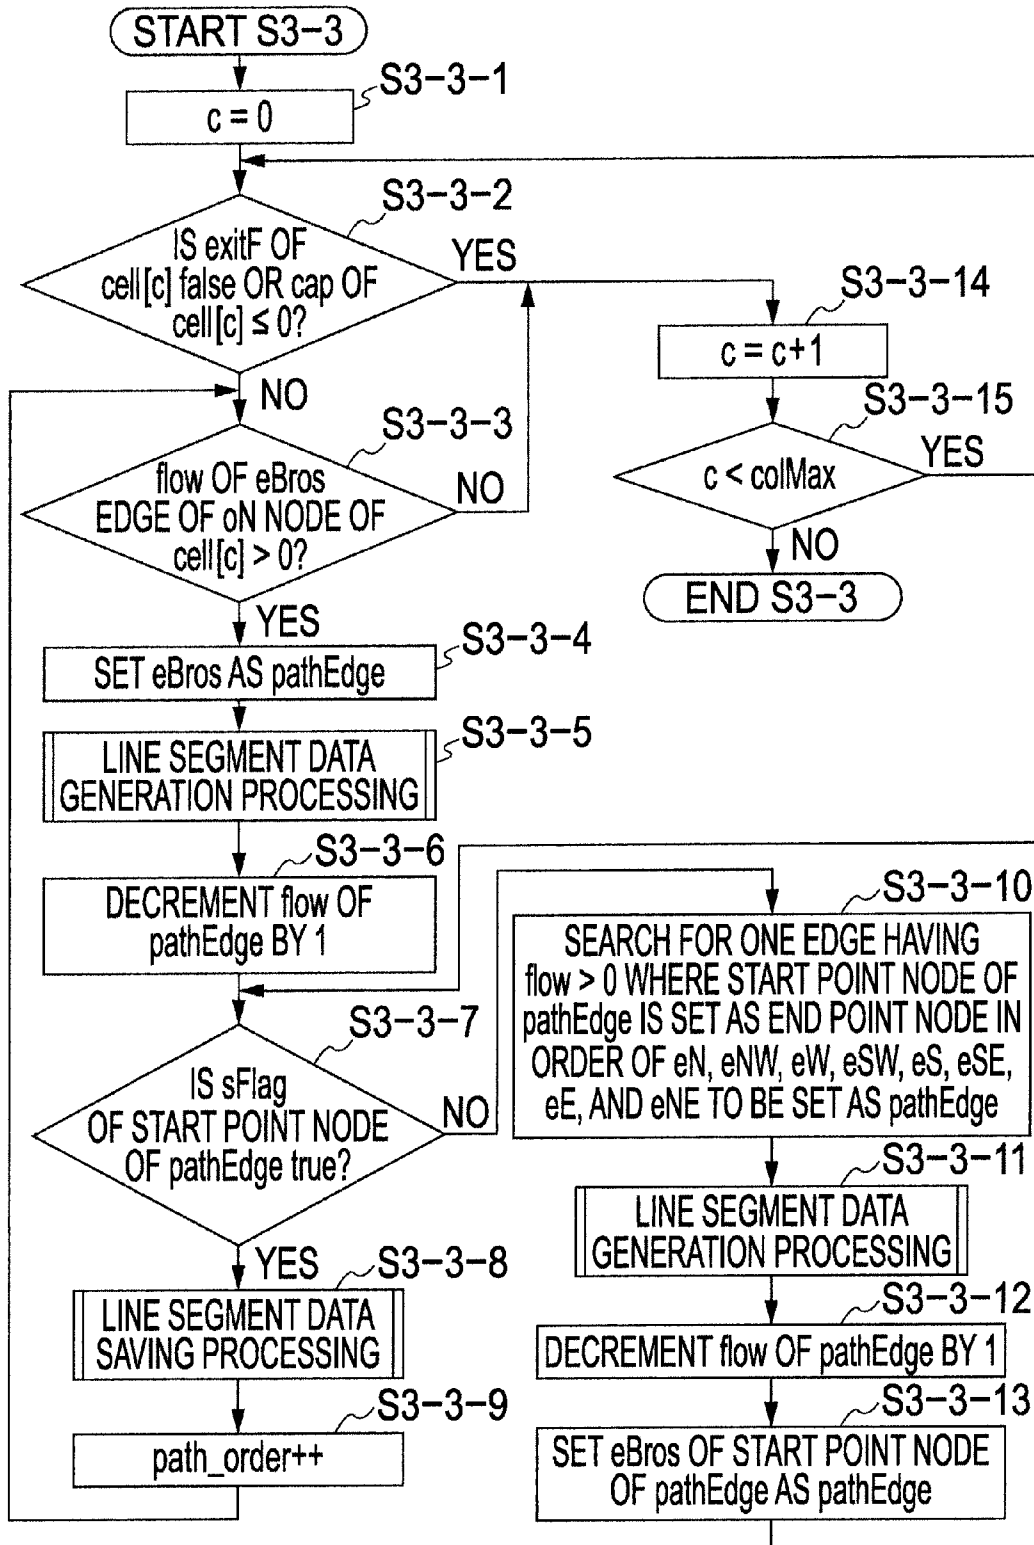 START S3-3
S3-3-1
c = 0
S3-3-2
IS exitF OF
cell[c] false OR cap OF
cell[c] ≤ 0?
YES
NO
S3-3-14
c = c+1
S3-3-15
c < colMax
YES
NO
END S3-3
S3-3-3
flow OF eBros
EDGE OF oN NODE OF
cell[c] > 0?
NO
YES
S3-3-4
SET eBros AS pathEdge
S3-3-5
LINE SEGMENT DATA
GENERATION PROCESSING
S3-3-6
DECREMENT flow OF
pathEdge BY 1
S3-3-7
IS sFlag
OF START POINT NODE
OF pathEdge true?
NO
YES
S3-3-8
LINE SEGMENT DATA
SAVING PROCESSING
S3-3-9
path_order++
S3-3-10
SEARCH FOR ONE EDGE HAVING
flow > 0 WHERE START POINT NODE OF
pathEdge IS SET AS END POINT NODE IN
ORDER OF eN, eNW, eW, eSW, eS, eSE,
eE, AND eNE TO BE SET AS pathEdge
S3-3-11
LINE SEGMENT DATA
GENERATION PROCESSING
S3-3-12
DECREMENT flow OF pathEdge BY 1
S3-3-13
SET eBros OF START POINT NODE
OF pathEdge AS pathEdge